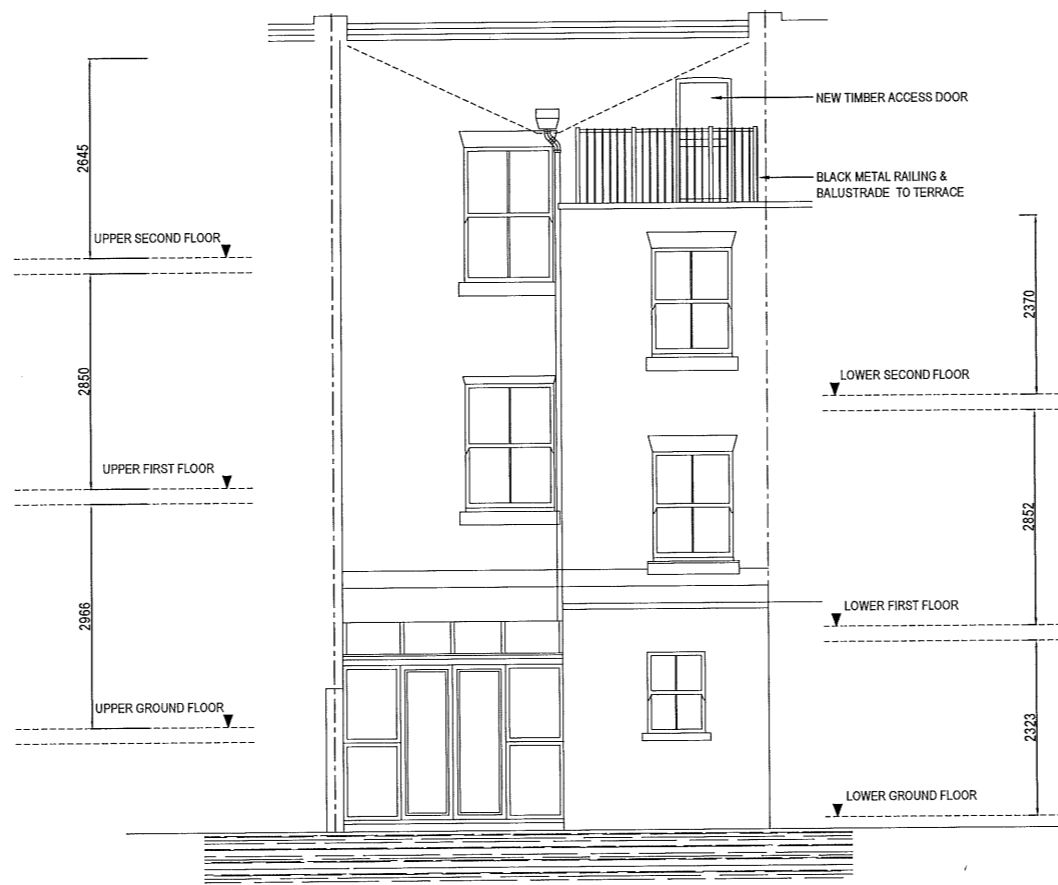 NEW TIMBER ACCESS DOOR
2645
BLACK METAL RAILING &
BALUSTRADE TO TERRACE
UPPER SECOND FLOOR
2370
2850
LOWER SECOND FLOOR
UPPER FIRST FLOOR
2852
2966
LOWER FIRST FLOOR
UPPER GROUND FLOOR
2323
LOWER GROUND FLOOR